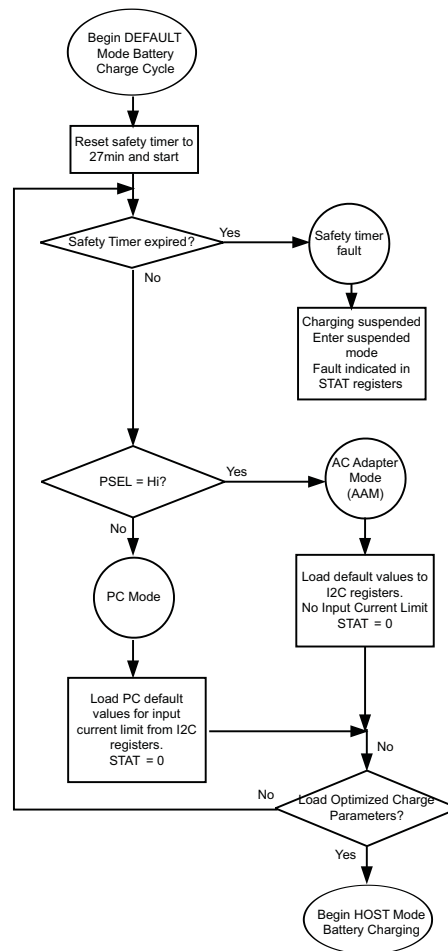 Begin DEFAULT
Mode Battery
Charge Cycle
Reset safety timer to
27min and start
Safety Timer expired?
Yes
Safety timer
fault
No
Charging suspended
Enter suspended
mode
Fault indicated in
STAT registers
PSEL = Hi?
Yes
AC Adapter
Mode
(AAM)
No
PC Mode
Load default values to
I2C registers.
No Input Current Limit
STAT = 0
Load PC default
values for input
current limit from I2C
registers.
STAT = 0
No
No
Load Optimized Charge
Parameters?
Yes
Begin HOST Mode
Battery Charging